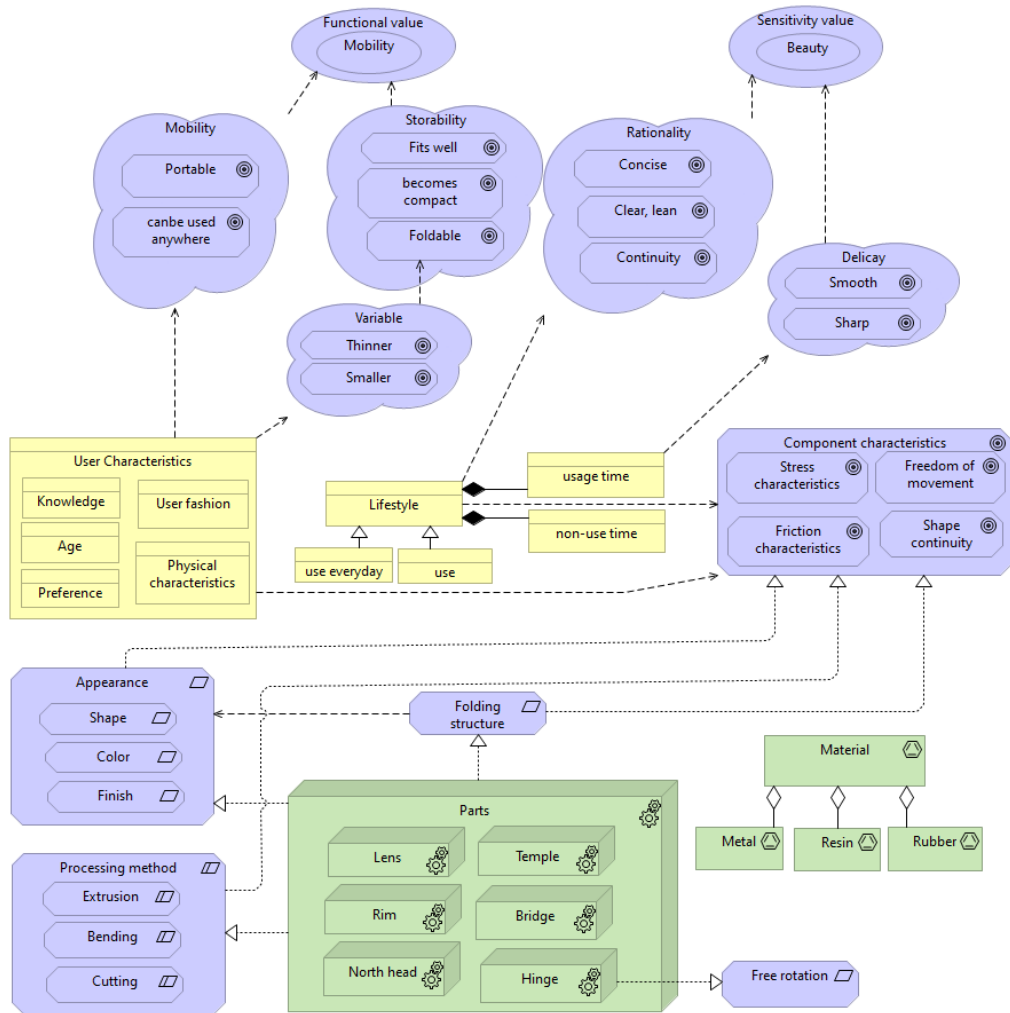 Functional value
Mobility
Sensitivity value
Beauty
Mobility
Portable
canbe used
anywhere
Storability
Fits well
becomes
compact
Foldable
Rationality
Concise
Clear, lean
Continuity
Delicay
Smooth
Sharp
Variable
Thinner
Smaller
User Characteristics
Knowledge
User fashion
Age
Physical
characteristics
Preference
Lifestyle
usage time
non-use time
use everyday
use
Component characteristics
Stress
characteristics
Freedom of
movement
Friction
characteristics
Shape
continuity
Appearance
Shape
Color
Finish
Folding
structure
Material
Metal
Resin
Rubber
Processing method
Extrusion
Bending
Cutting
Parts
Lens
Temple
Rim
Bridge
North head
Hinge
Free rotation